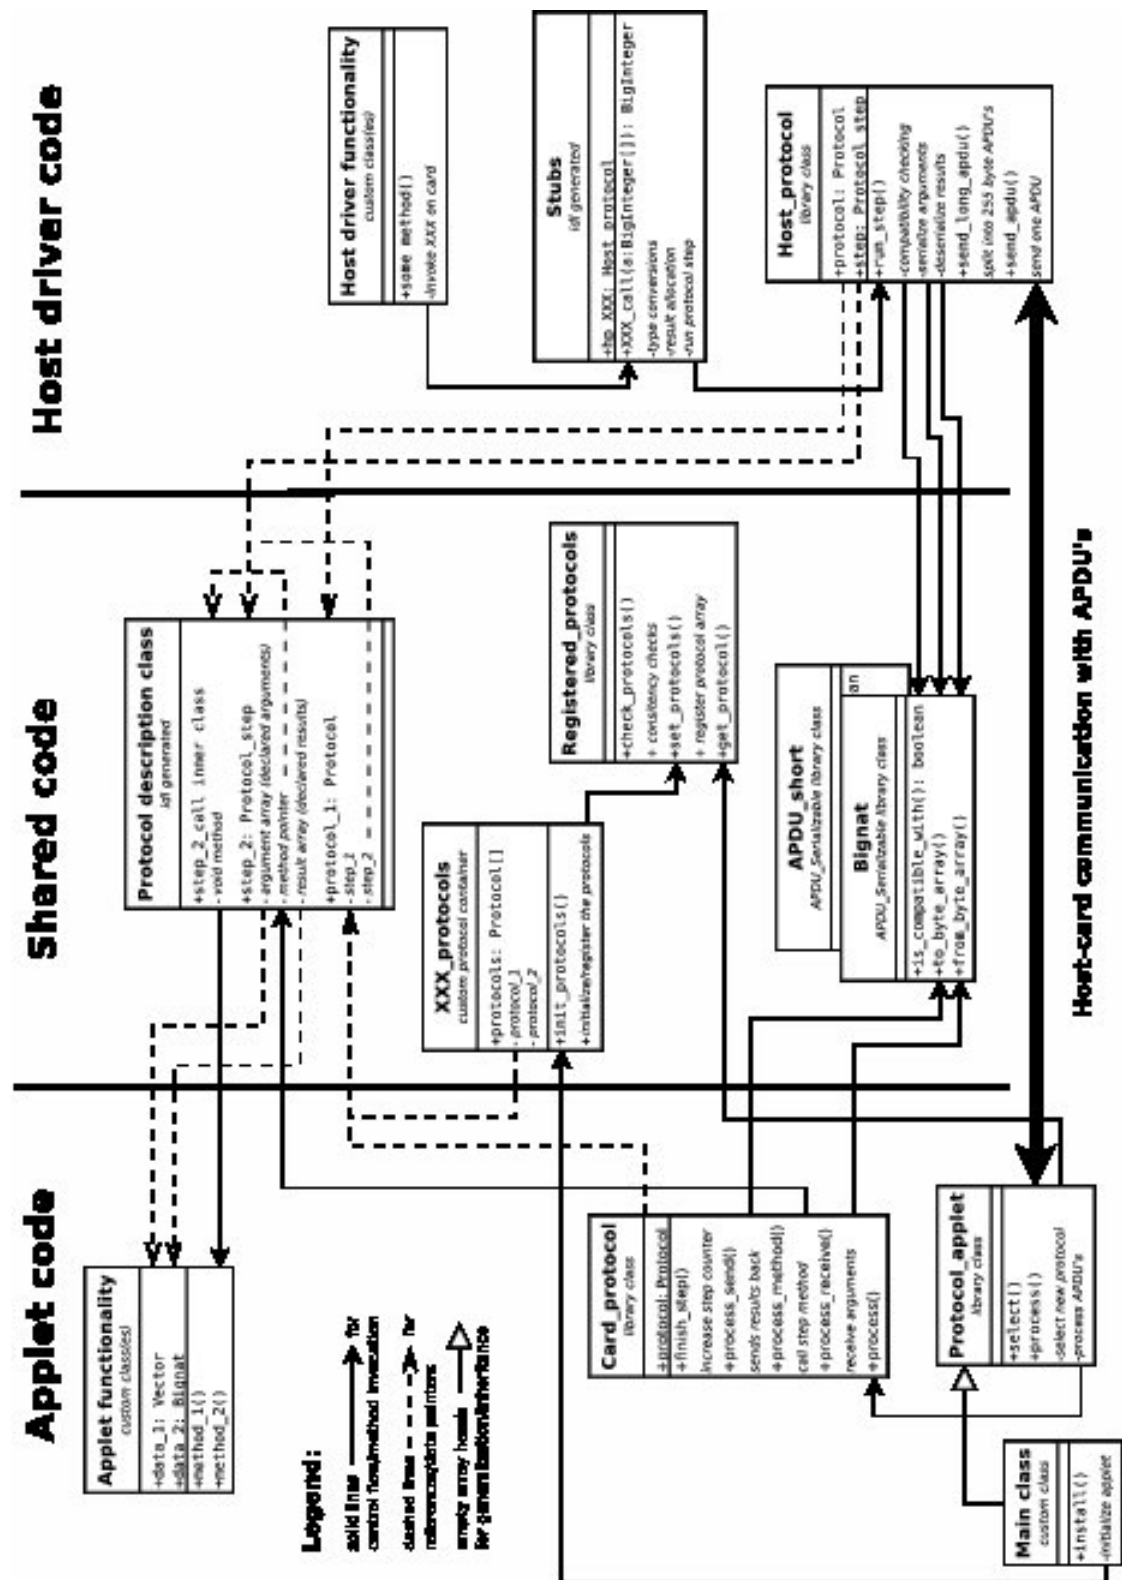 Applet code
Shared code
Host driver code
Applet functionality
custom class(es)
+data_1: Vector
+data_2: Bignat
+method_1()
+method_2()
Legend:
solid lines
for
control flow/method invocation
dashed lines
for
references/data pointers
empty array heads
for generalization/inheritance
Card_protocol
library class
+protocol: Protocol
+finish_step()
increase step counter
+process_send()
sends results back
+process_method()
call step method
+process_receive()
receive arguments
+process()
Protocol_applet
library class
+select()
+process()
-select new protocol
-process APDU's
Main class
custom class
+install()
-initialize applet
Protocol description class
idl generated
+step_2_call inner class
- void method
+step_2: Protocol_step
- argument array (declared arguments)
- method pointer
- result array (declared results)
+protocol_1: Protocol
- step_1
- step_2
XXX_protocols
custom protocol container
+protocols: Protocol[]
- protocol_1
- protocol_2
+init_protocols()
+initialize/register the protocols
Registered_protocols
library class
+check_protocols()
+ consitency checks
+set_protocols()
+ register protocol array
+get_protocol()
APDU_short
APDU_Serializable library class
an
Bignat
APDU_Serializable library class
+is_compatible_with(): boolean
+to_byte_array()
+from_byte_array()
Host driver functionality
custom class(es)
+some method()
-invoke XXX on card
Stubs
idl generated
+hp_XXX: Host_protocol
+XXX_call(a:BigInteger[]): BigInteger
-type conversions
-result allocation
-run protocol step
Host_protocol
library class
+protocol: Protocol
+step: Protocol_step
+run_step()
-compatibility checking
-serialize arguments
-deserialize results
+send_long_apdu()
split into 255 byte APDU's
+send_apdu()
send one APDU
Host-card communication with APDU's